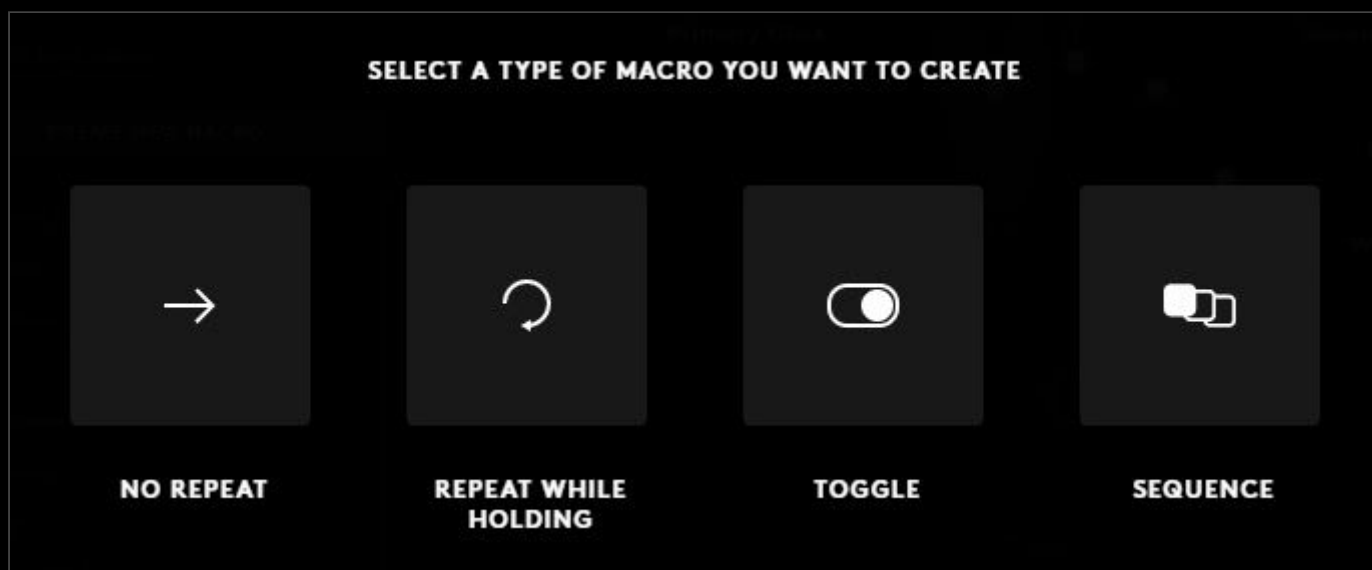 SELECT A TYPE OF MACRO YOU WANT TO CREATE
NO REPEAT
REPEAT WHILE
HOLDING
TOGGLE
SEQUENCE